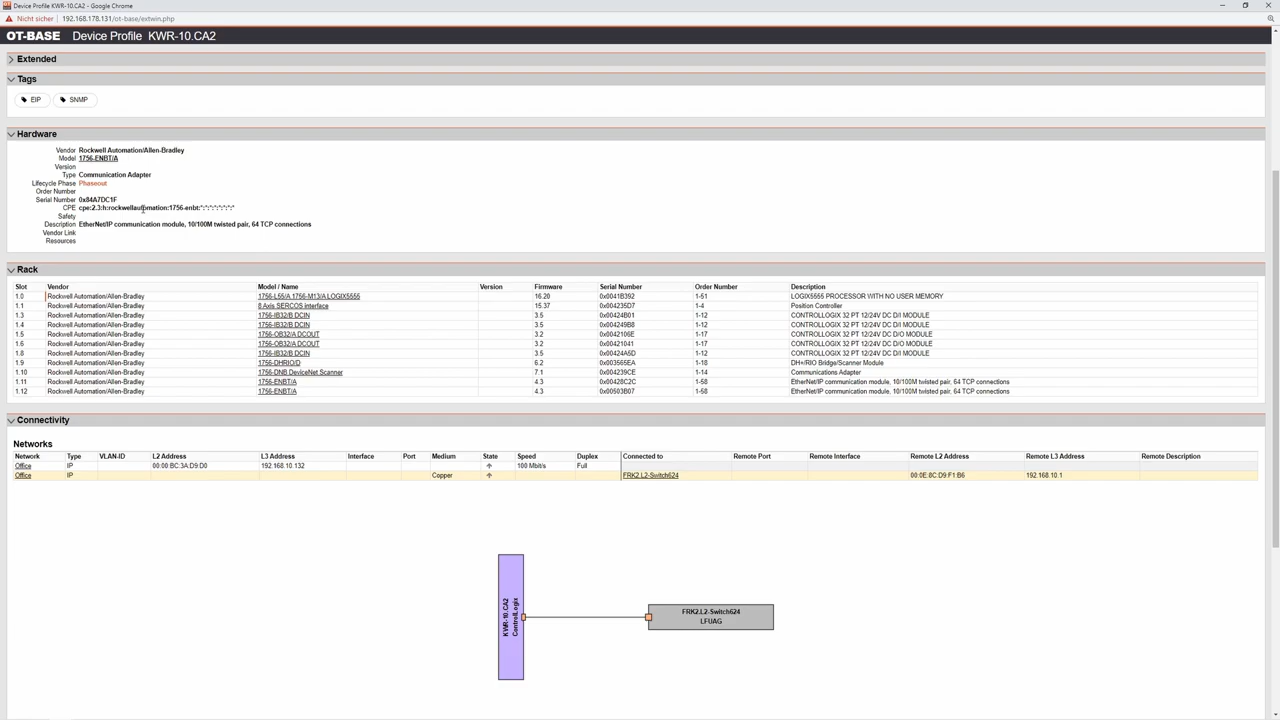 Device Profile KWR-10.CA2 - Google Chrome
Nicht sicher | 192.168.178.131/ot-base/extwin.php
OT-BASE Device Profile KWR-10.CA2
Extended
Tags
EIP SNMP
Hardware
Vendor Rockwell Automation/Allen-Bradley
Model 1756-ENBT/A
Version
Type Communication Adapter
Lifecycle Phase Phaseout
Order Number
Serial Number 0x84A7DC1F
CPE cpe:2.3:h:rockwellautomation:1756-enbt:*:*:*:*:*:*:*:*
Safety
Description EtherNet/IP communication module, 10/100M twisted pair, 64 TCP connections
Vendor Link
Resources
Rack
Slot Vendor Model / Name Version Firmware Serial Number Order Number Description
1.0 Rockwell Automation/Allen-Bradley 1756-L55/A 1756-M13/A LOGIX5555 16.20 0x0041B392 1-51 LOGIX5555 PROCESSOR WITH NO USER MEMORY
1.1 Rockwell Automation/Allen-Bradley 8 Axis SERCOS interface 15.37 0x004235D7 1-4 Position Controller
1.3 Rockwell Automation/Allen-Bradley 1756-IB32/B DCIN 3.5 0x00424B01 1-12 CONTROLLOGIX 32 PT 12/24V DC D/I MODULE
1.4 Rockwell Automation/Allen-Bradley 1756-IB32/B DCIN 3.5 0x004249B8 1-12 CONTROLLOGIX 32 PT 12/24V DC D/I MODULE
1.5 Rockwell Automation/Allen-Bradley 1756-OB32/A DCOUT 3.2 0x0042106E 1-17 CONTROLLOGIX 32 PT 12/24V DC D/O MODULE
1.6 Rockwell Automation/Allen-Bradley 1756-OB32/A DCOUT 3.2 0x00421041 1-17 CONTROLLOGIX 32 PT 12/24V DC D/O MODULE
1.8 Rockwell Automation/Allen-Bradley 1756-IB32/B DCIN 3.5 0x00424A6D 1-12 CONTROLLOGIX 32 PT 12/24V DC D/I MODULE
1.9 Rockwell Automation/Allen-Bradley 1756-DHRIO/D 6.2 0x003565EA 1-18 DH+/RIO Bridge/Scanner Module
1.10 Rockwell Automation/Allen-Bradley 1756-DNB DeviceNet Scanner 7.1 0x004239CE 1-14 Communications Adapter
1.11 Rockwell Automation/Allen-Bradley 1756-ENBT/A 4.3 0x00428C2C 1-58 EtherNet/IP communication module, 10/100M twisted pair, 64 TCP connections
1.12 Rockwell Automation/Allen-Bradley 1756-ENBT/A 4.3 0x00503B07 1-58 EtherNet/IP communication module, 10/100M twisted pair, 64 TCP connections
Connectivity
Networks
Network Type VLAN-ID L2 Address L3 Address Interface Port Medium State Speed Duplex Connected to Remote Port Remote Interface Remote L2 Address Remote L3 Address Remote Description
Office IP 00:00:BC:3A:D9:D0 192.168.10.132 100 Mbit/s Full
Office IP Copper FRK2.L2-Switch624 00:0E:8C:D9:F1:B6 192.168.10.1
KWR-10.CA2
ControlLogix
FRK2.L2-Switch624
LFUAG